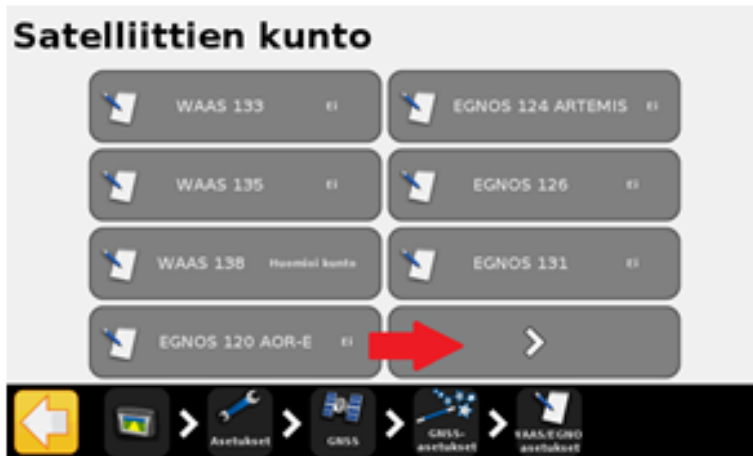 Satelliittien kunto
WAAS 133 Ei
EGNOS 124 ARTEMIS Ei
WAAS 135 Ei
EGNOS 126 Ei
WAAS 138 Huomioi kunto
EGNOS 131 Ei
EGNOS 120 AOR-E Ei
Asetukset
GNSS
GNSS-
asetukset
WAAS/EGNO
asetukset